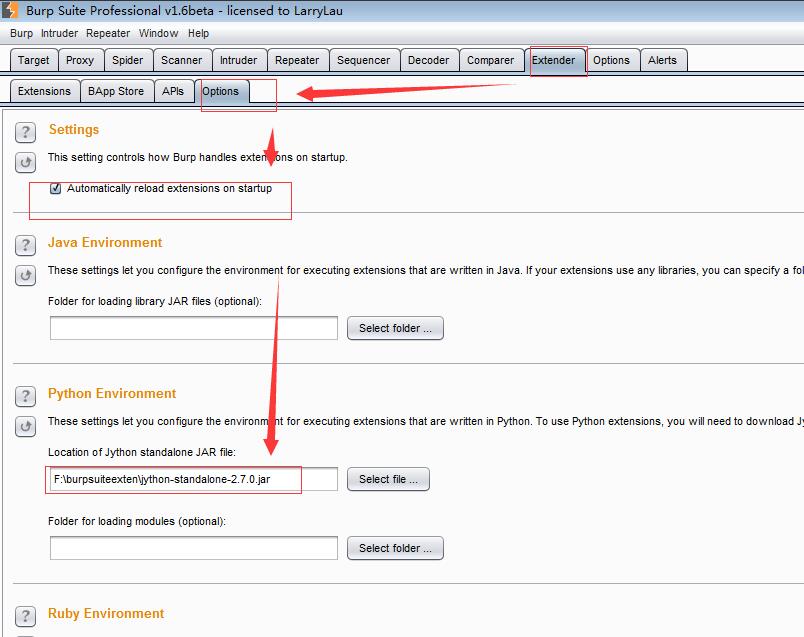 Burp Suite Professional v1.6beta - licensed to LarryLau
Burp Intruder Repeater Window Help
Target Proxy Spider Scanner Intruder Repeater Sequencer Decoder Comparer Extender Options Alerts
Extensions BApp Store APIs Options
? Settings
This setting controls how Burp handles extensions on startup.
Automatically reload extensions on startup
? Java Environment
These settings let you configure the environment for executing extensions that are written in Java. If your extensions use any libraries, you can specify a fol
Folder for loading library JAR files (optional):
Select folder ...
? Python Environment
These settings let you configure the environment for executing extensions that are written in Python. To use Python extensions, you will need to download Jy
Location of Jython standalone JAR file:
F:\burpsuiteexten\jython-standalone-2.7.0.jar Select file ...
Folder for loading modules (optional):
Select folder ...
? Ruby Environment